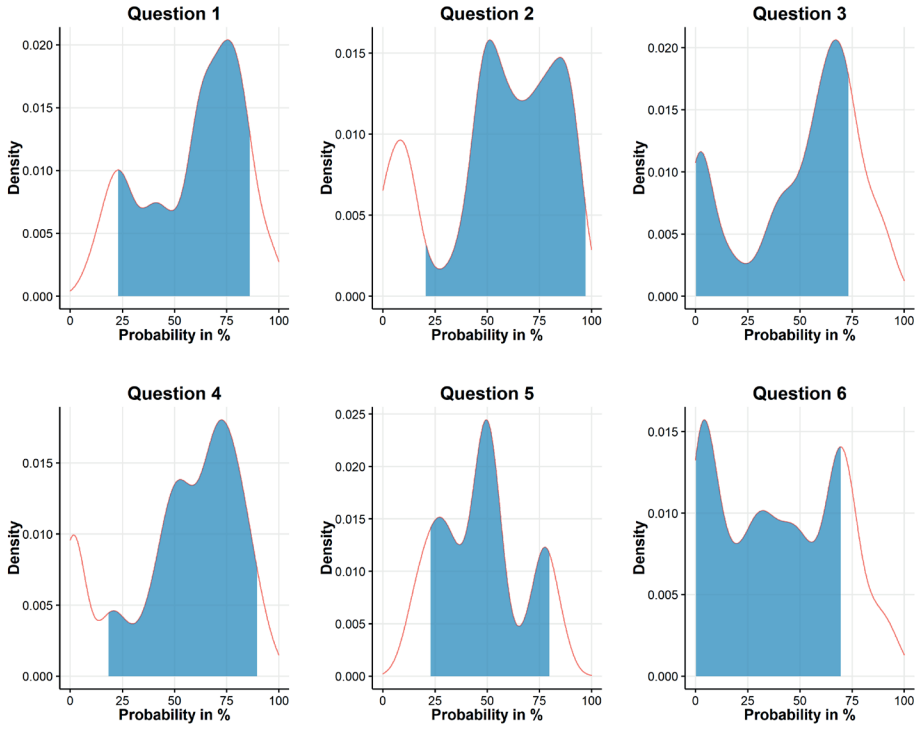 Question 1
Density
0.020
0.015
0.010
0.005
0.000
0 25 50 75 100
Probability in %
Question 2
Density
0.015
0.010
0.005
0.000
0 25 50 75 100
Probability in %
Question 3
Density
0.020
0.015
0.010
0.005
0.000
0 25 50 75 100
Probability in %
Question 4
Density
0.015
0.010
0.005
0.000
0 25 50 75 100
Probability in %
Question 5
Density
0.025
0.020
0.015
0.010
0.005
0.000
0 25 50 75 100
Probability in %
Question 6
Density
0.015
0.010
0.005
0.000
0 25 50 75 100
Probability in %